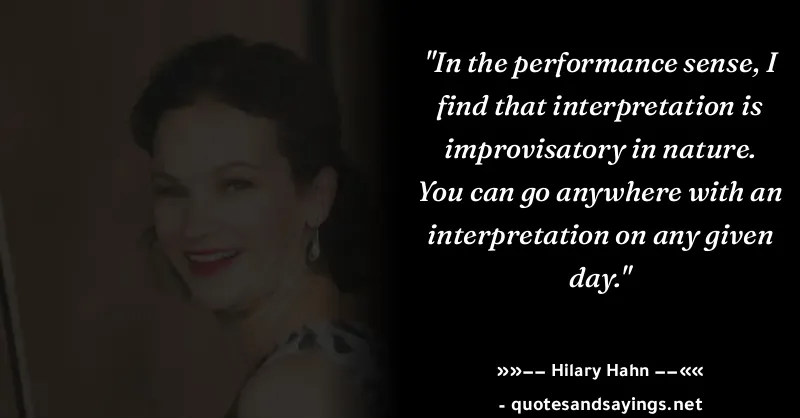 "In the performance sense, I
find that interpretation is
improvisatory in nature.
You can go anywhere with an
interpretation on any given
day."
»»−− Hilary Hahn −−««
- quotesandsayings.net